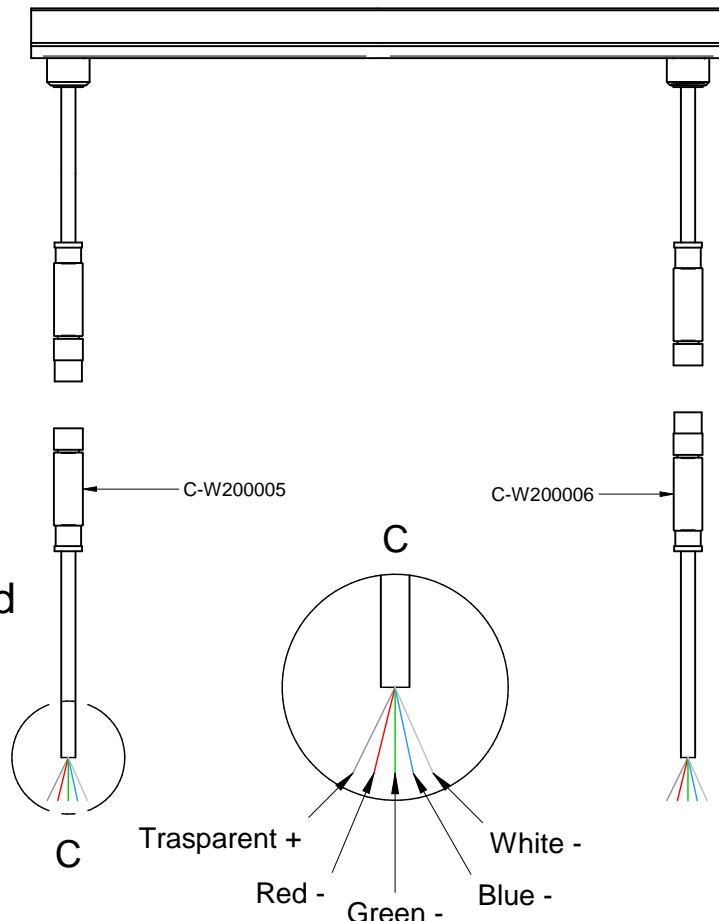 C-W200005
C-W200006
C
d
C
Trasparent +
White -
Red -
Blue -
Green -